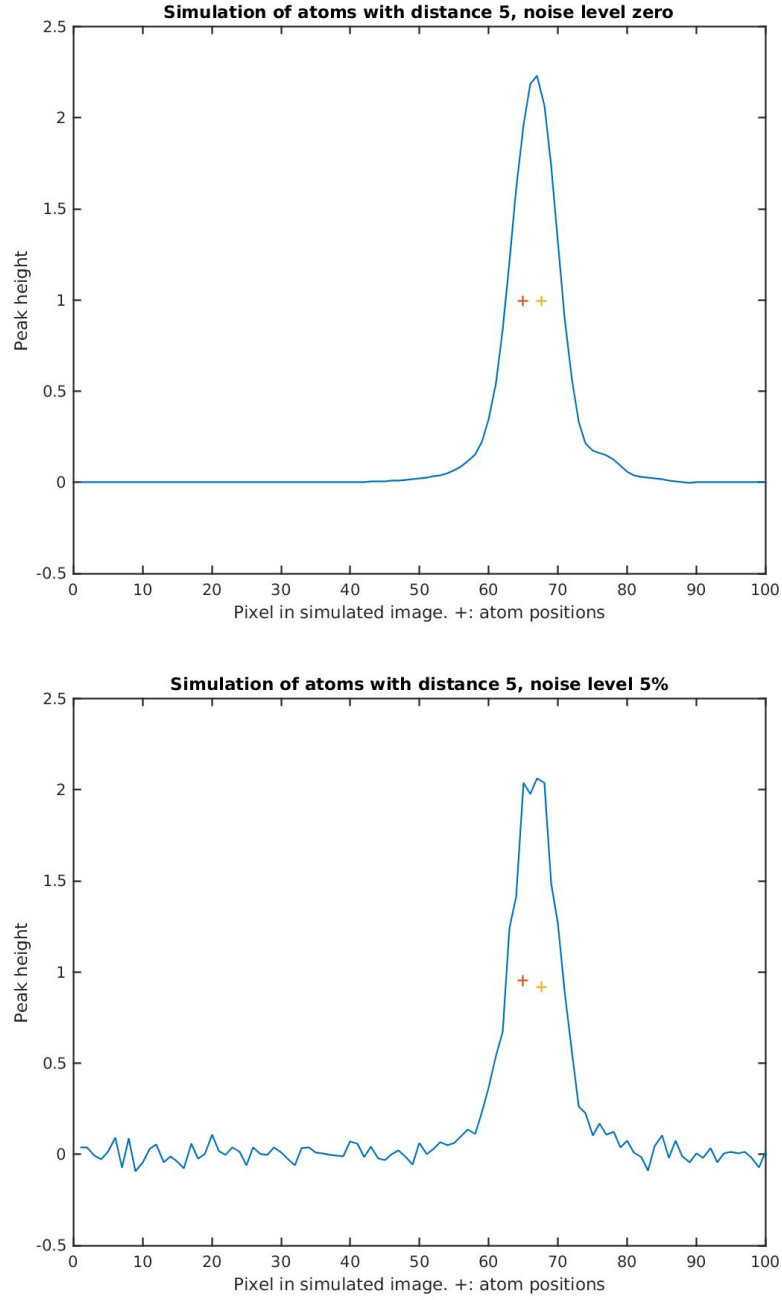 Simulation of atoms with distance 5, noise level zero
2.5
2
1.5
1
0.5
0
-0.5
Peak height
0 10 20 30 40 50 60 70 80 90 100
Pixel in simulated image. +: atom positions
Simulation of atoms with distance 5, noise level 5%
2.5
2
1.5
1
0.5
0
-0.5
Peak height
0 10 20 30 40 50 60 70 80 90 100
Pixel in simulated image. +: atom positions